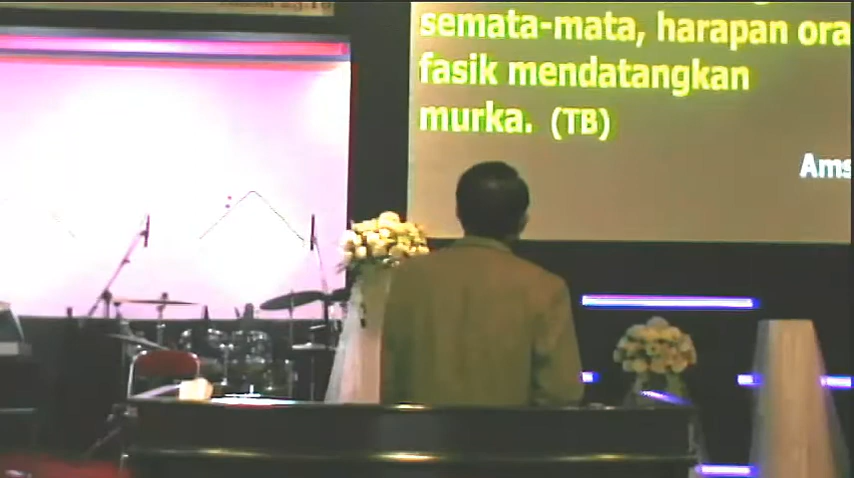 semata-mata, harapan ora
fasik mendatangkan
murka. (TB)
Ams